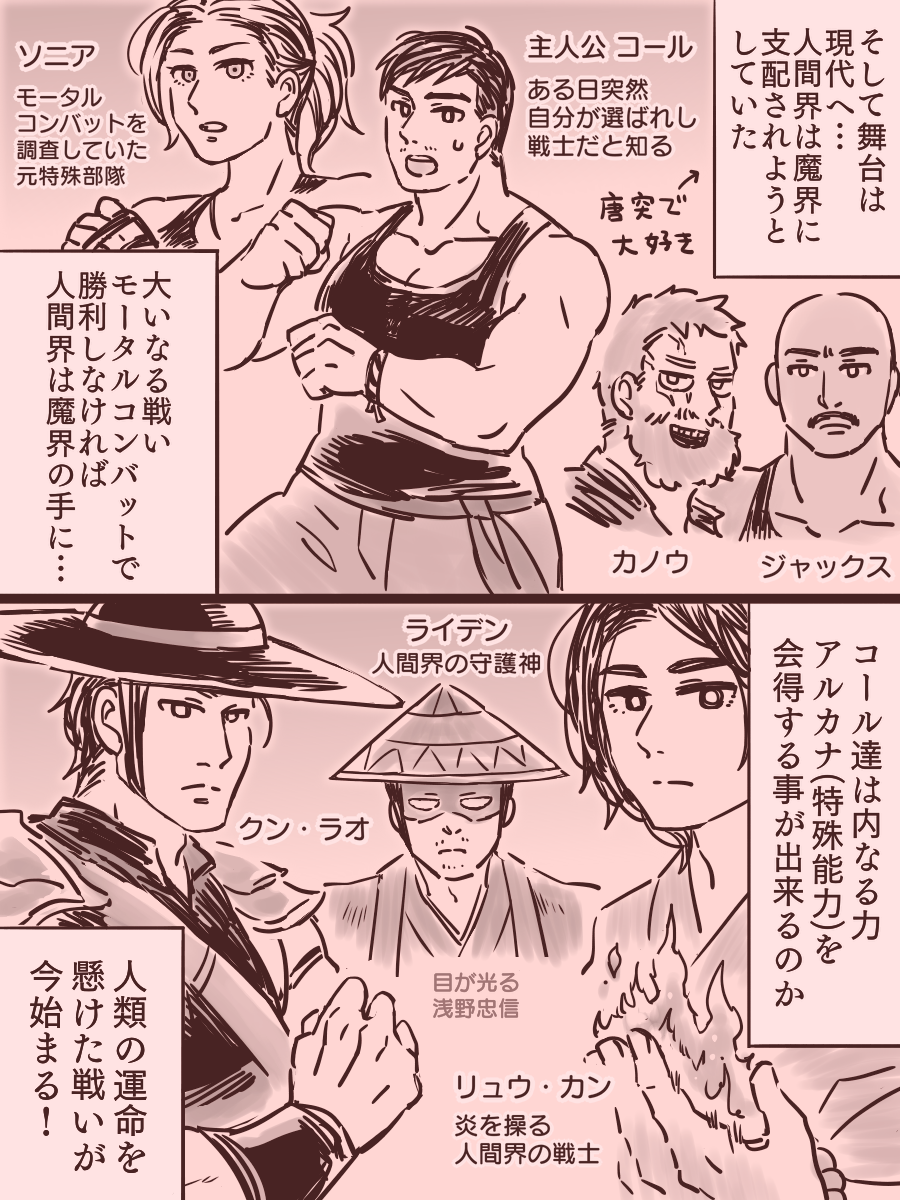 そして舞台は
現代へ…
人間界は魔界に
支配されようと
していた
主人公 コール
ある日突然
自分が選ばれし
戦士だと知る
唐突で
大好き
ソニア
モータル
コンバットを
調査していた
元特殊部隊
カノウ
ジャックス
大いなる戦い
モータルコンバットで
勝利しなければ
人間界は魔界の手に…
コール達は内なる力
アルカナ(特殊能力)を
会得する事が出来るのか
ライデン
人間界の守護神
クン・ラオ
目が光る
浅野忠信
リュウ・カン
炎を操る
人間界の戦士
人類の運命を
懸けた戦いが
今始まる!